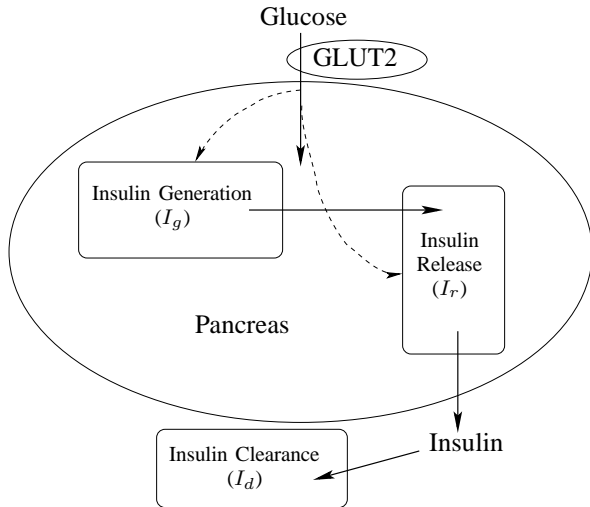 Glucose
GLUT2
Insulin Generation
(I_g)
Insulin
Release
(I_r)
Pancreas
Insulin
Insulin Clearance
(I_d)